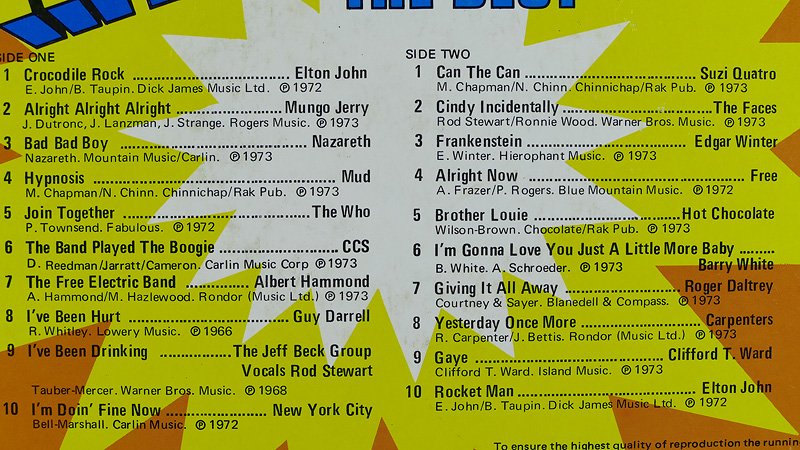 THE BEST
SIDE ONE
1 Crocodile Rock ................................ Elton John
E. John/B. Taupin. Dick James Music Ltd. ℗ 1972
2 Alright Alright Alright ....................... Mungo Jerry
J. Dutronc, J. Lanzman, J. Strange. Rogers Music. ℗ 1973
3 Bad Bad Boy ................................... Nazareth
Nazareth. Mountain Music/Carlin. ℗ 1973
4 Hypnosis ...................................... Mud
M. Chapman/N. Chinn. Chinnichap/Rak Pub. ℗ 1973
5 Join Together ................................. The Who
P. Townsend. Fabulous. ℗ 1972
6 The Band Played The Boogie .................... CCS
D. Reedman/Jarratt/Cameron. Carlin Music Corp ℗ 1973
7 The Free Electric Band ............. Albert Hammond
A. Hammond/M. Hazlewood. Rondor (Music Ltd.) ℗ 1973
8 I've Been Hurt ................................ Guy Darrell
R. Whitley. Lowery Music. ℗ 1966
9 I've Been Drinking ............... The Jeff Beck Group
Vocals Rod Stewart
Tauber-Mercer. Warner Bros. Music. ℗ 1968
10 I'm Doin' Fine Now ...................... New York City
Bell-Marshall. Carlin Music. ℗ 1972
SIDE TWO
1 Can The Can ................................... Suzi Quatro
M. Chapman/N. Chinn. Chinnichap/Rak Pub. ℗ 1973
2 Cindy Incidentally ............................ The Faces
Rod Stewart/Ronnie Wood. Warner Bros. Music. ℗ 1973
3 Frankenstein .................................. Edgar Winter
E. Winter. Hierophant Music. ℗ 1973
4 Alright Now ................................... Free
A. Frazer/P. Rogers. Blue Mountain Music. ℗ 1972
5 Brother Louie ................................. Hot Chocolate
Wilson-Brown. Chocolate/Rak Pub. ℗ 1973
6 I'm Gonna Love You Just A Little More Baby .........
B. White. A. Schroeder. ℗ 1973 Barry White
7 Giving It All Away ............................ Roger Daltrey
Courtney & Sayer. Blanedell & Compass. ℗ 1973
8 Yesterday Once More ........................... Carpenters
R. Carpenter/J. Bettis. Rondor (Music Ltd.) ℗ 1973
9 Gaye .......................................... Clifford T. Ward
Clifford T. Ward. Island Music. ℗ 1973
10 Rocket Man ................................... Elton John
E. John/B. Taupin. Dick James Music Ltd. ℗ 1972
To ensure the highest quality of reproduction the runnin